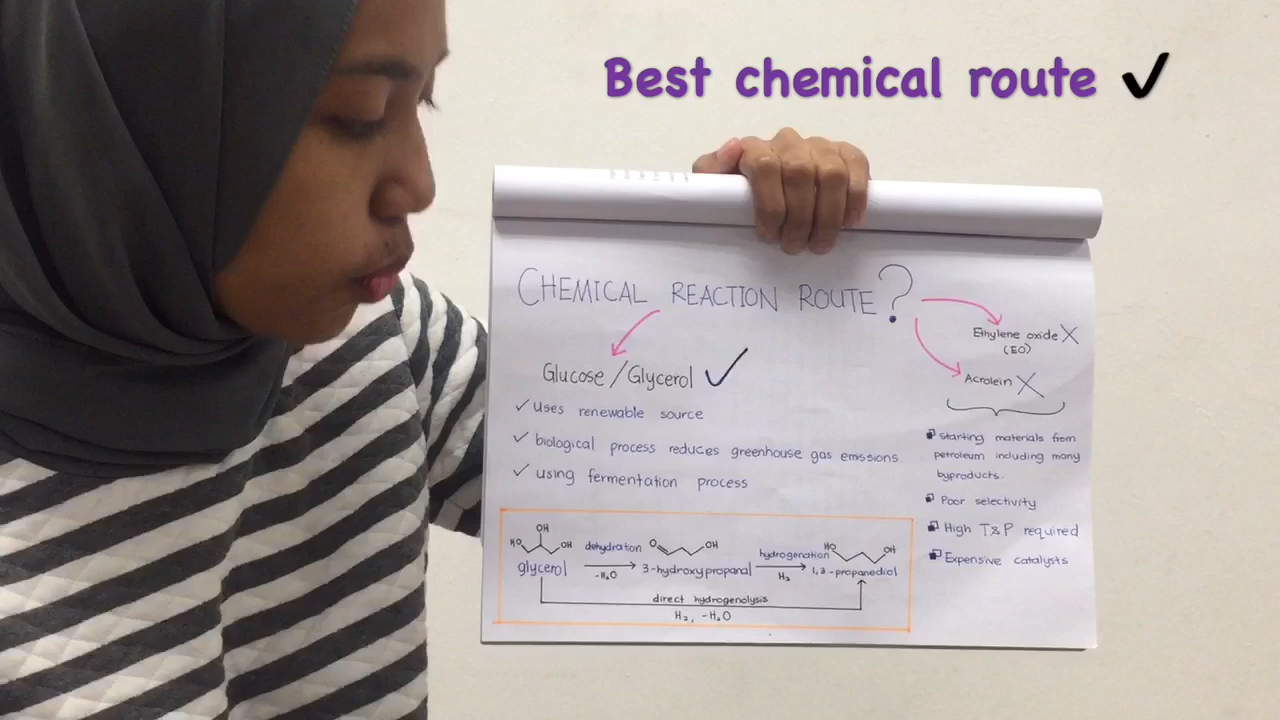 Best chemical route ✓
CHEMICAL REACTION ROUTE?
Glucose/Glycerol ✓
✓ Uses renewable source
✓ biological process reduces greenhouse gas emissions
✓ using fermentation process
Ethylene oxide X
(EO)
Acrolein X
Starting materials from
petroleum including many
byproducts.
Poor selectivity
High T&P required
Expensive catalysts
OH
HO OH
glycerol
dehydration
-H₂O
O OH
3-hydroxypropanal
hydrogenation
H₂
HO OH
1,3-propanediol
direct hydrogenolysis
H₂, -H₂O